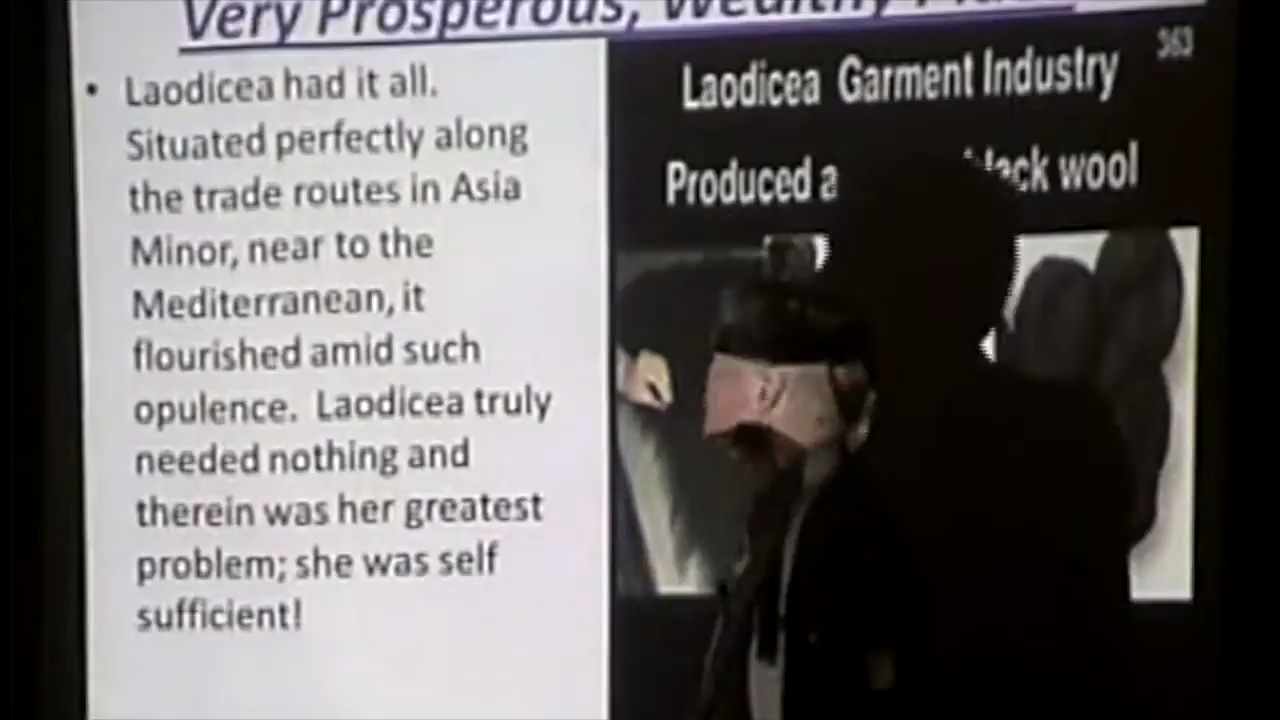 Very Prosperous, Wealthy
• Laodicea had it all.
Situated perfectly along
the trade routes in Asia
Minor, near to the
Mediterranean, it
flourished amid such
opulence. Laodicea truly
needed nothing and
therein was her greatest
problem; she was self
sufficient!
363
Laodicea Garment Industry
Produced a wool